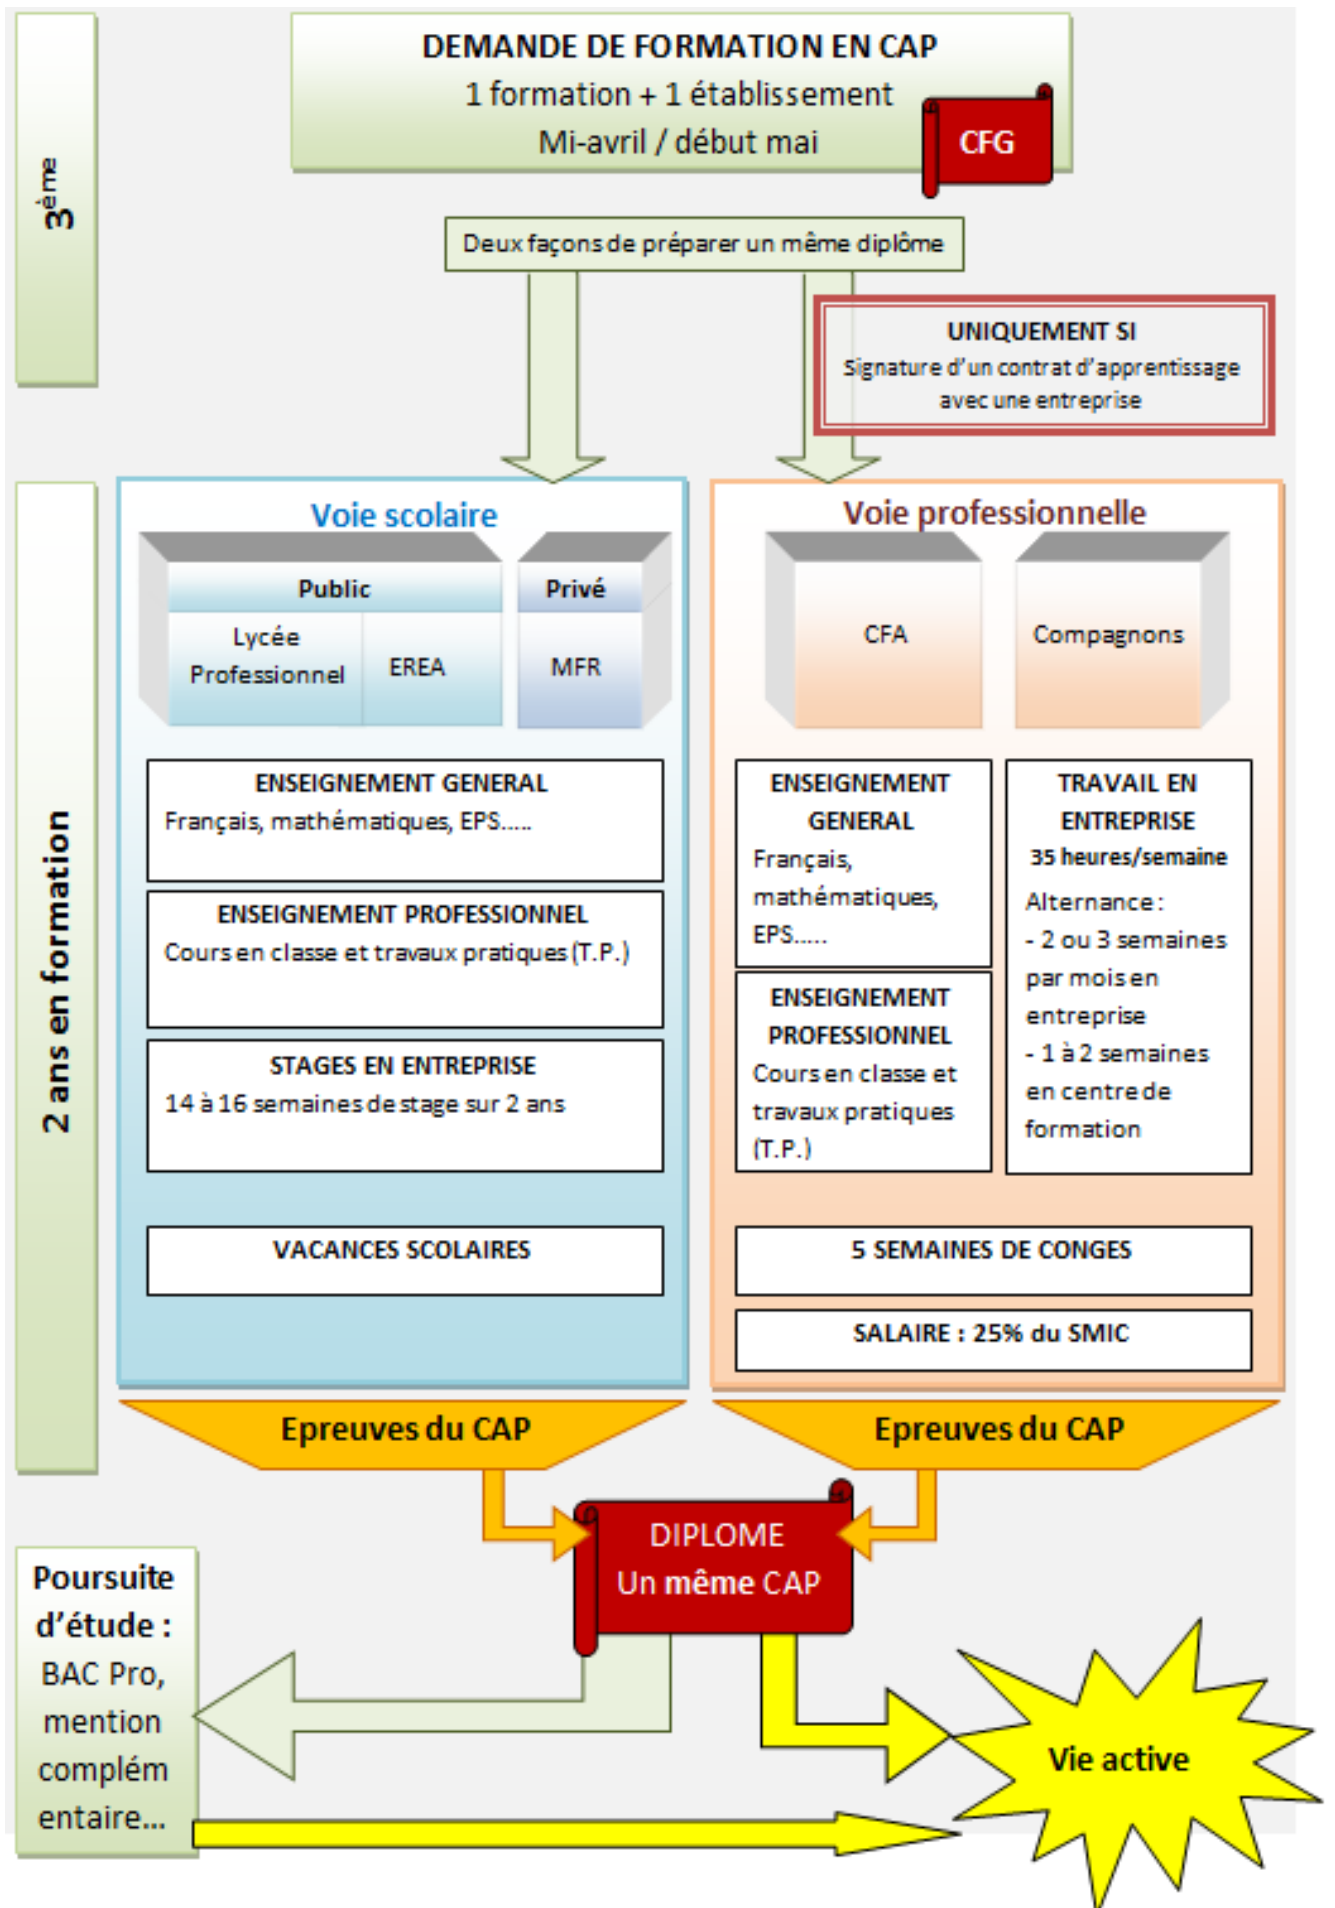 DEMANDE DE FORMATION EN CAP
1 formation + 1 établissement
Mi-avril / début mai
CFG
3ème
Deux façons de préparer un même diplôme
UNIQUEMENT SI
Signature d'un contrat d'apprentissage
avec une entreprise
2 ans en formation
Voie scolaire
Public
Privé
Lycée
Professionnel
EREA
MFR
ENSEIGNEMENT GENERAL
Français, mathématiques, EPS.....
ENSEIGNEMENT PROFESSIONNEL
Cours en classe et travaux pratiques (T.P.)
STAGES EN ENTREPRISE
14 à 16 semaines de stage sur 2 ans
VACANCES SCOLAIRES
Voie professionnelle
CFA
Compagnons
ENSEIGNEMENT
GENERAL
Français,
mathématiques,
EPS.....
ENSEIGNEMENT
PROFESSIONNEL
Cours en classe et
travaux pratiques
(T.P.)
TRAVAIL EN
ENTREPRISE
35 heures/semaine
Alternance :
- 2 ou 3 semaines
par mois en
entreprise
- 1 à 2 semaines
en centre de
formation
5 SEMAINES DE CONGES
SALAIRE : 25% du SMIC
Epreuves du CAP
Epreuves du CAP
DIPLOME
Un même CAP
Poursuite
d'étude :
BAC Pro,
mention
complém
entaire...
Vie active